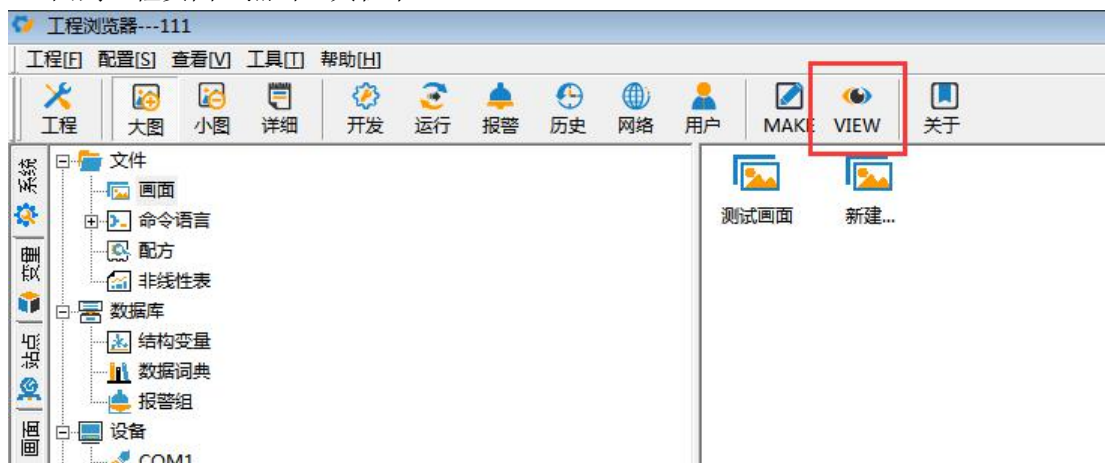 工程浏览器---111
工程[F] 配置[S] 查看[V] 工具[T] 帮助[H]
工程 大图 小图 详细 开发 运行 报警 历史 网络 用户 MAKE VIEW 关于
系统
变量
站点
画面
文件
画面
命令语言
配方
非线性表
数据库
结构变量
数据词典
报警组
设备
COM1
测试画面 新建...